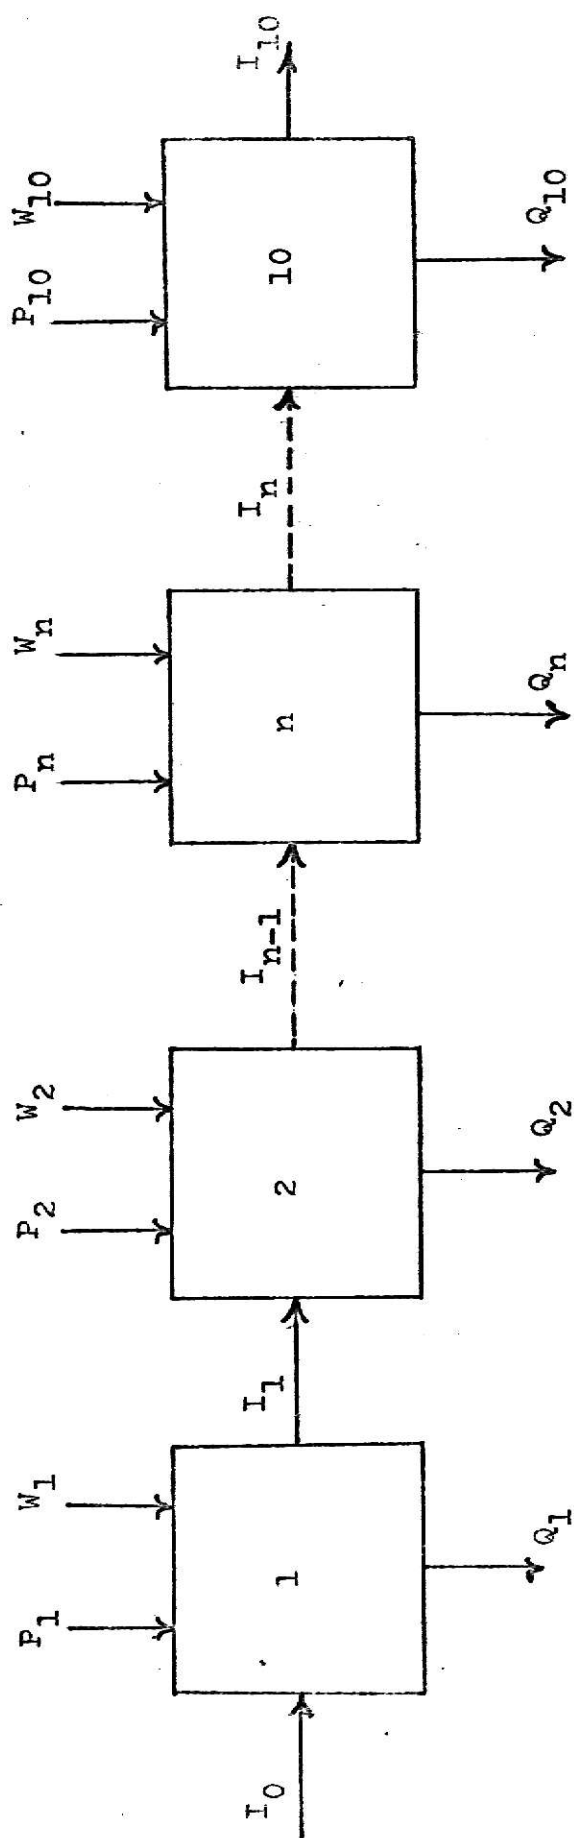 P₁ W₁ P₂ W₂ Pₙ Wₙ P₁₀ W₁₀
I₀ 1 I₁ 2 Iₙ₋₁ n Iₙ 10 I₁₀
Q₁ Q₂ Qₙ Q₁₀